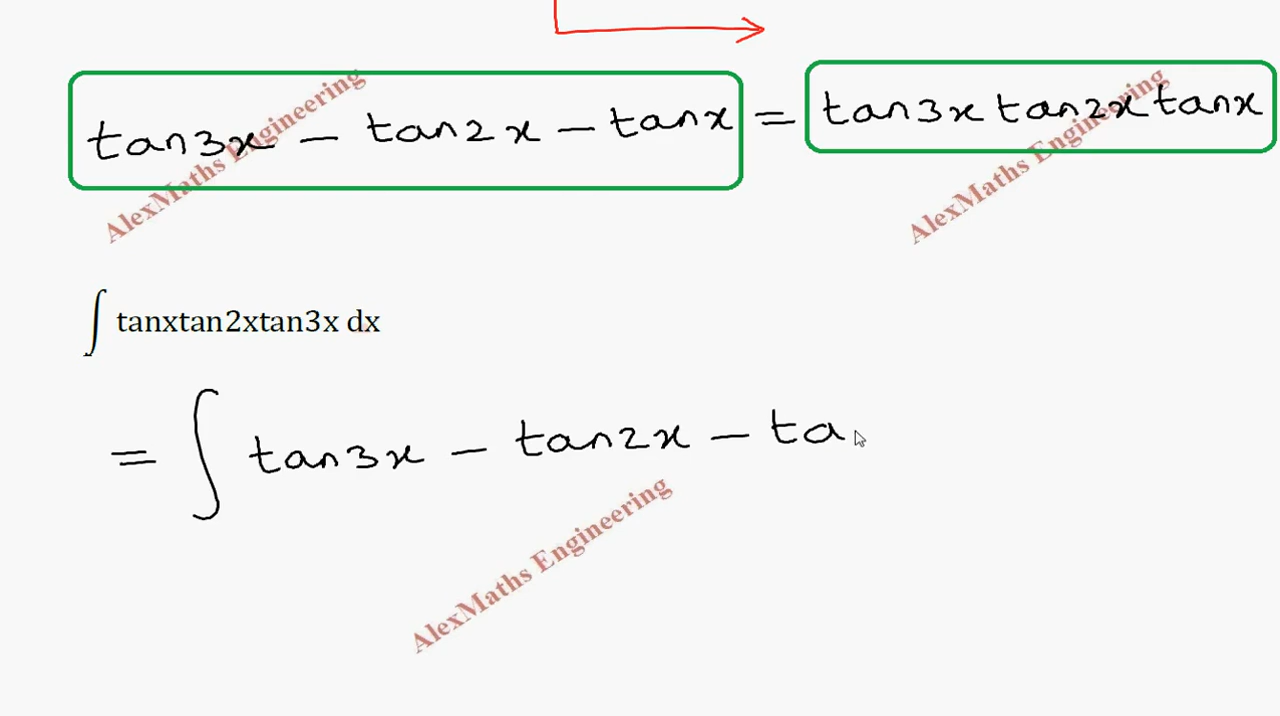 tan3x − tan2x − tanx = tan3x tan2x tanx
AlexMaths Engineering
AlexMaths Engineering
∫ tanxtan2xtan3x dx
= ∫ tan3x − tan2x − ta
AlexMaths Engineering